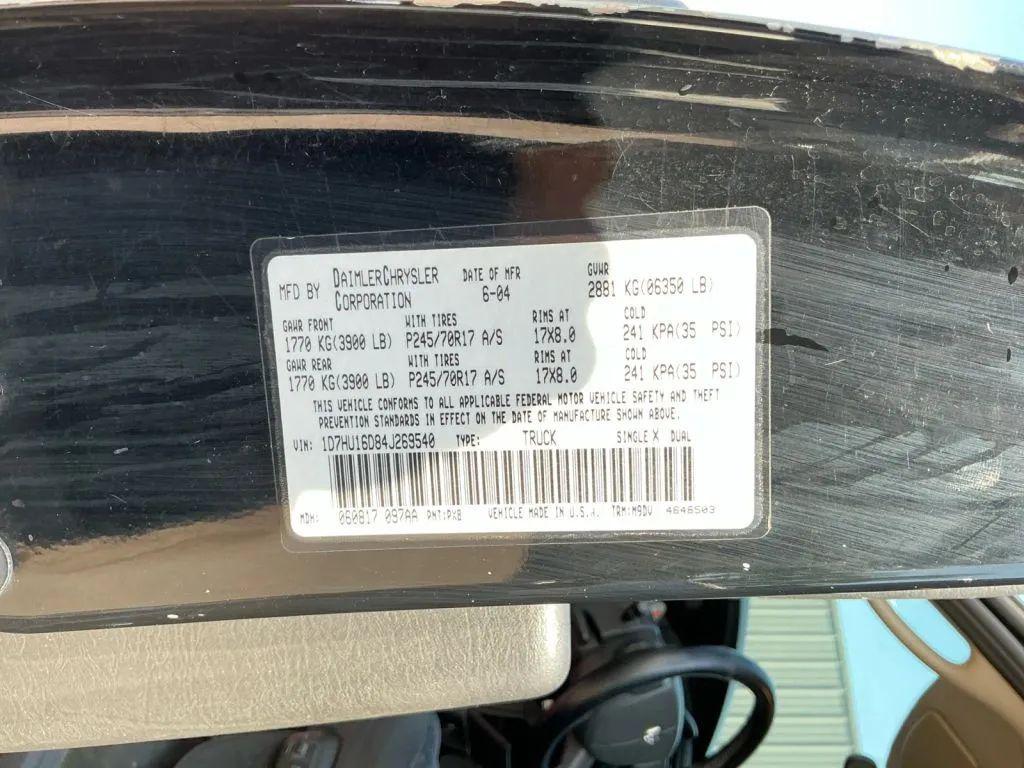 MFD BY DAIMLERCHRYSLER CORPORATION DATE OF MFR 6-04 GVWR 2881 KG(06350 LB)
GAWR FRONT WITH TIRES RIMS AT COLD
1770 KG(3900 LB) P245/70R17 A/S 17X8.0 241 KPA(35 PSI)
GAWR REAR WITH TIRES RIMS AT COLD
1770 KG(3900 LB) P245/70R17 A/S 17X8.0 241 KPA(35 PSI)
THIS VEHICLE CONFORMS TO ALL APPLICABLE FEDERAL MOTOR VEHICLE SAFETY AND THEFT
PREVENTION STANDARDS IN EFFECT ON THE DATE OF MANUFACTURE SHOWN ABOVE.
VIN: 1D7HU16D84J269540 TYPE: TRUCK SINGLE X DUAL
MDH: 060817 097AA PNT:PXB VEHICLE MADE IN U.S.A. TRM:M9DV 4646503